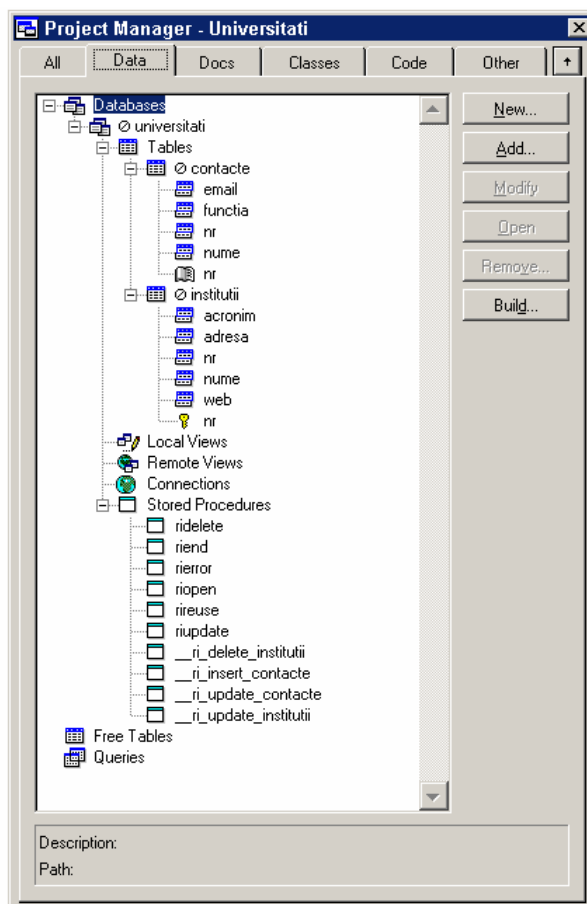 Project Manager - Universitati
All Data Docs Classes Code Other
Databases
universitati
Tables
contacte
email
functia
nr
nume
nr
institutii
acronim
adresa
nr
nume
web
nr
Local Views
Remote Views
Connections
Stored Procedures
ridelete
riend
rierror
riopen
rireuse
riupdate
__ri_delete_institutii
__ri_insert_contacte
__ri_update_contacte
__ri_update_institutii
Free Tables
Queries
New...
Add...
Modify
Open
Remove...
Build...
Description:
Path: